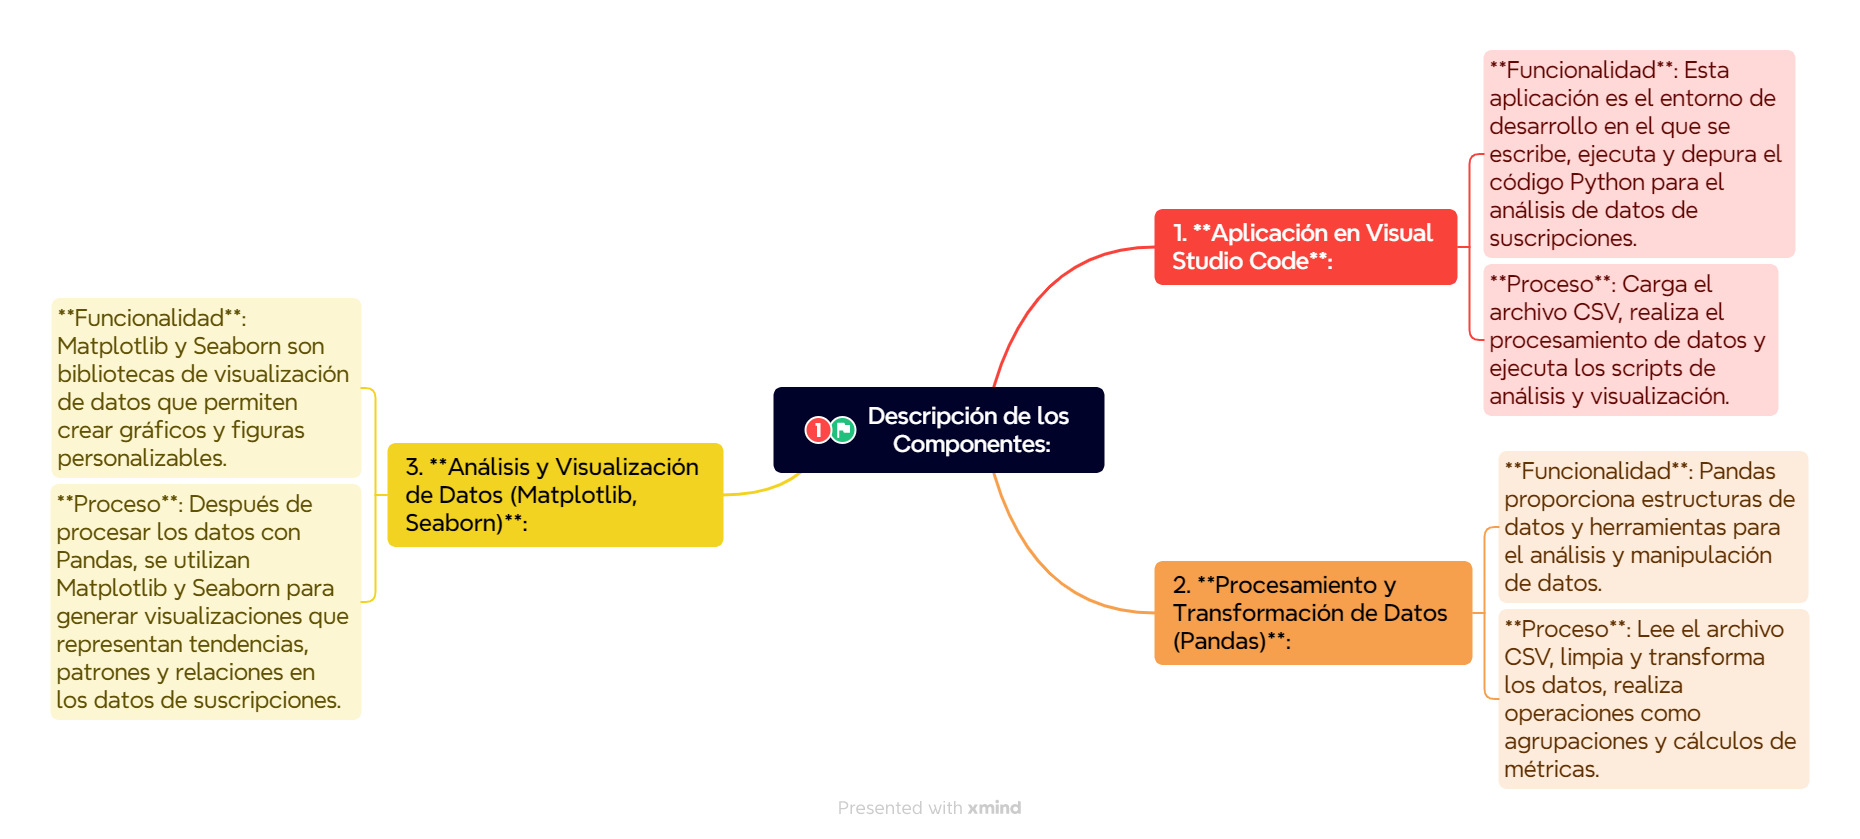 Descripción de los
Componentes:
1
1. **Aplicación en Visual
Studio Code**:
**Funcionalidad**: Esta
aplicación es el entorno de
desarrollo en el que se
escribe, ejecuta y depura el
código Python para el
análisis de datos de
suscripciones.
**Proceso**: Carga el
archivo CSV, realiza el
procesamiento de datos y
ejecuta los scripts de
análisis y visualización.
2. **Procesamiento y
Transformación de Datos
(Pandas)**:
**Funcionalidad**: Pandas
proporciona estructuras de
datos y herramientas para
el análisis y manipulación
de datos.
**Proceso**: Lee el archivo
CSV, limpia y transforma
los datos, realiza
operaciones como
agrupaciones y cálculos de
métricas.
3. **Análisis y Visualización
de Datos (Matplotlib,
Seaborn)**:
**Funcionalidad**:
Matplotlib y Seaborn son
bibliotecas de visualización
de datos que permiten
crear gráficos y figuras
personalizables.
**Proceso**: Después de
procesar los datos con
Pandas, se utilizan
Matplotlib y Seaborn para
generar visualizaciones que
representan tendencias,
patrones y relaciones en
los datos de suscripciones.
Presented with xmind